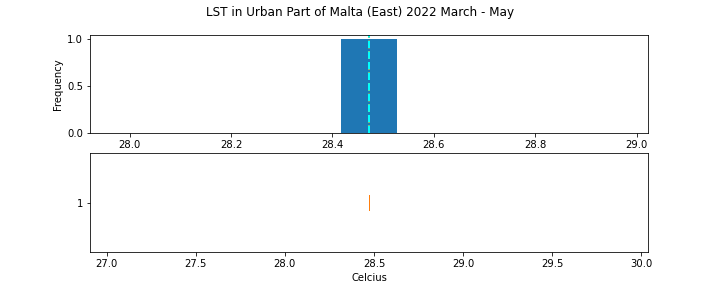 LST in Urban Part of Malta (East) 2022 March - May
1.0
0.5
0.0
Frequency
28.0 28.2 28.4 28.6 28.8 29.0
1
27.0 27.5 28.0 28.5 29.0 29.5 30.0
Celcius